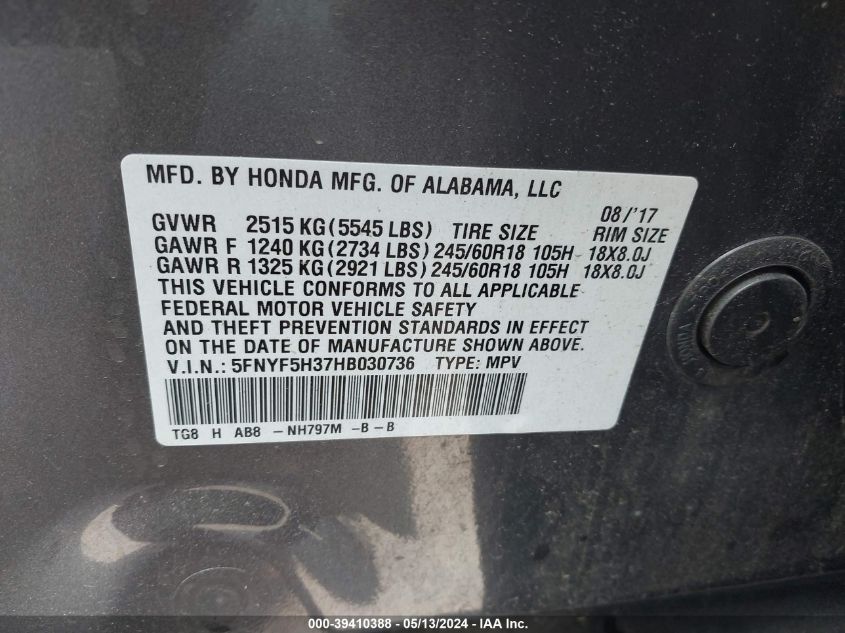 MFD. BY HONDA MFG. OF ALABAMA, LLC
08/'17
GVWR 2515 KG (5545 LBS) TIRE SIZE RIM SIZE
GAWR F 1240 KG (2734 LBS) 245/60R18 105H 18X8.0J
GAWR R 1325 KG (2921 LBS) 245/60R18 105H 18X8.0J
THIS VEHICLE CONFORMS TO ALL APPLICABLE
FEDERAL MOTOR VEHICLE SAFETY
AND THEFT PREVENTION STANDARDS IN EFFECT
ON THE DATE OF MANUFACTURE SHOWN ABOVE.
V.I.N.: 5FNYF5H37HB030736 TYPE: MPV
TG8 H AB8 -NH797M -B-B
000-39410388 - 05/13/2024 - IAA Inc.